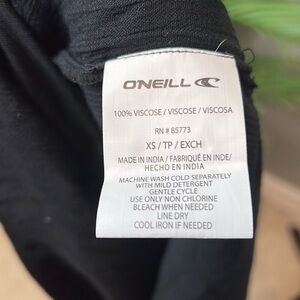 O'NEILL
100% VISCOSE / VISCOSE / VISCOSA
RN # 85773
XS / TP / EXCH
MADE IN INDIA / FABRIQUÉ EN INDE/
HECHO EN INDIA
MACHINE WASH COLD SEPARATELY
WITH MILD DETERGENT
GENTLE CYCLE
USE ONLY NON CHLORINE
BLEACH WHEN NEEDED
LINE DRY
COOL IRON IF NEEDED